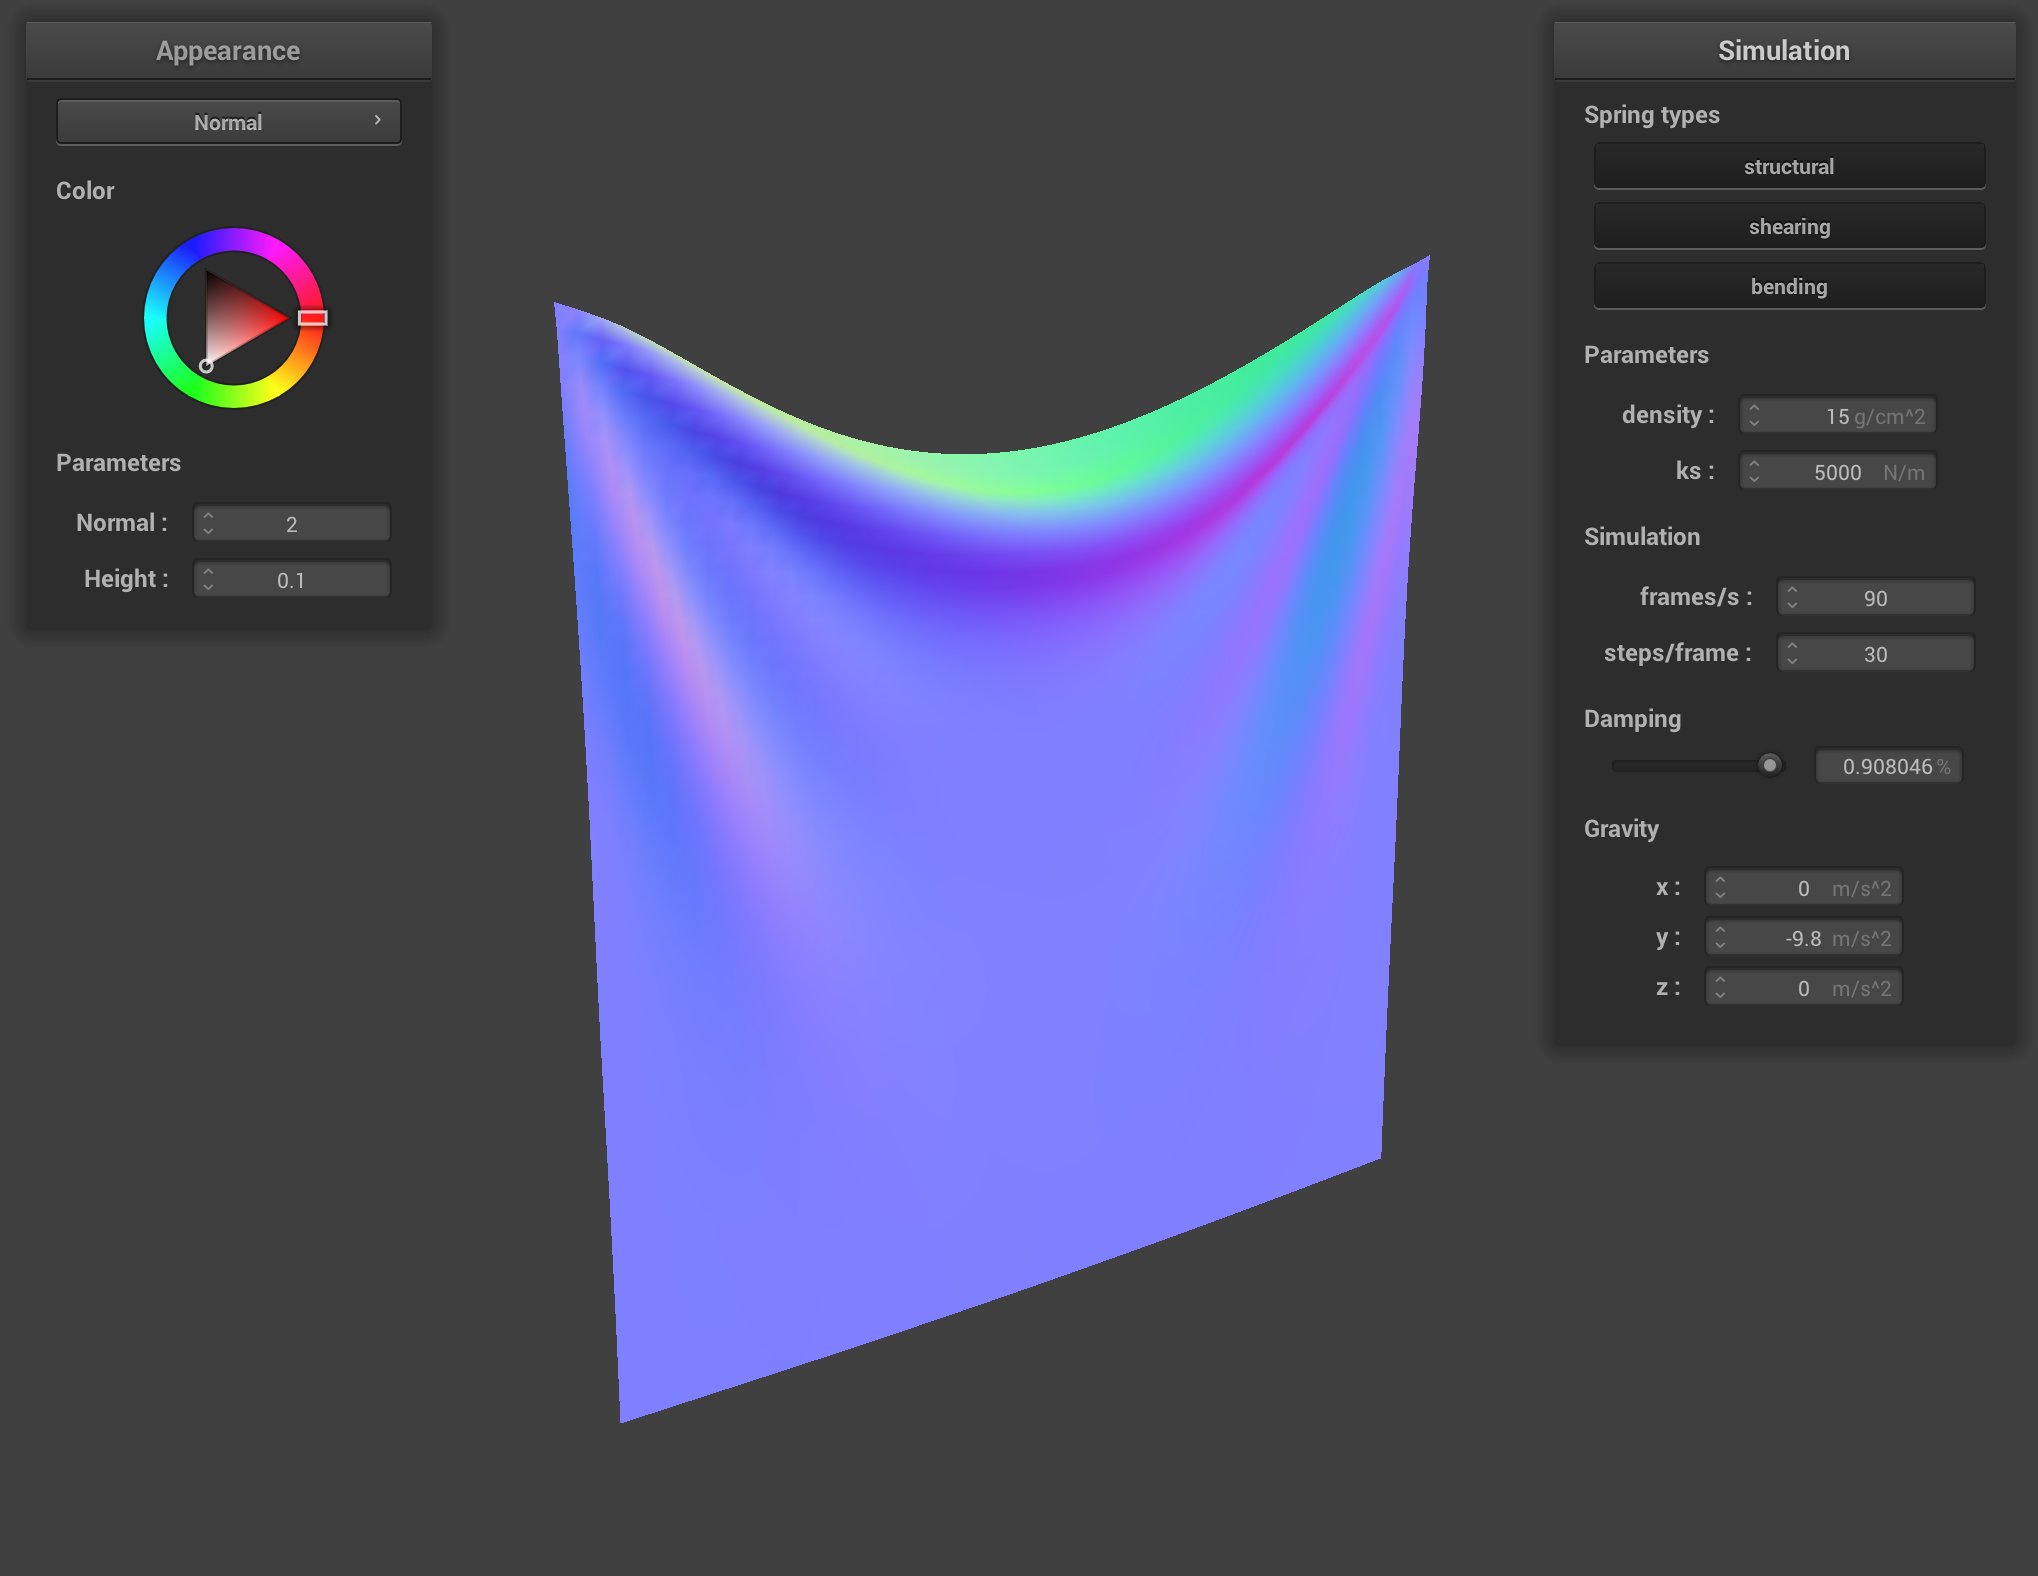 Appearance
Normal
Color
Parameters
Normal : 2
Height : 0.1
Simulation
Spring types
structural
shearing
bending
Parameters
density : 15 g/cm^2
ks : 5000 N/m
Simulation
frames/s : 90
steps/frame : 30
Damping
0.908046 %
Gravity
x : 0 m/s^2
y : -9.8 m/s^2
z : 0 m/s^2